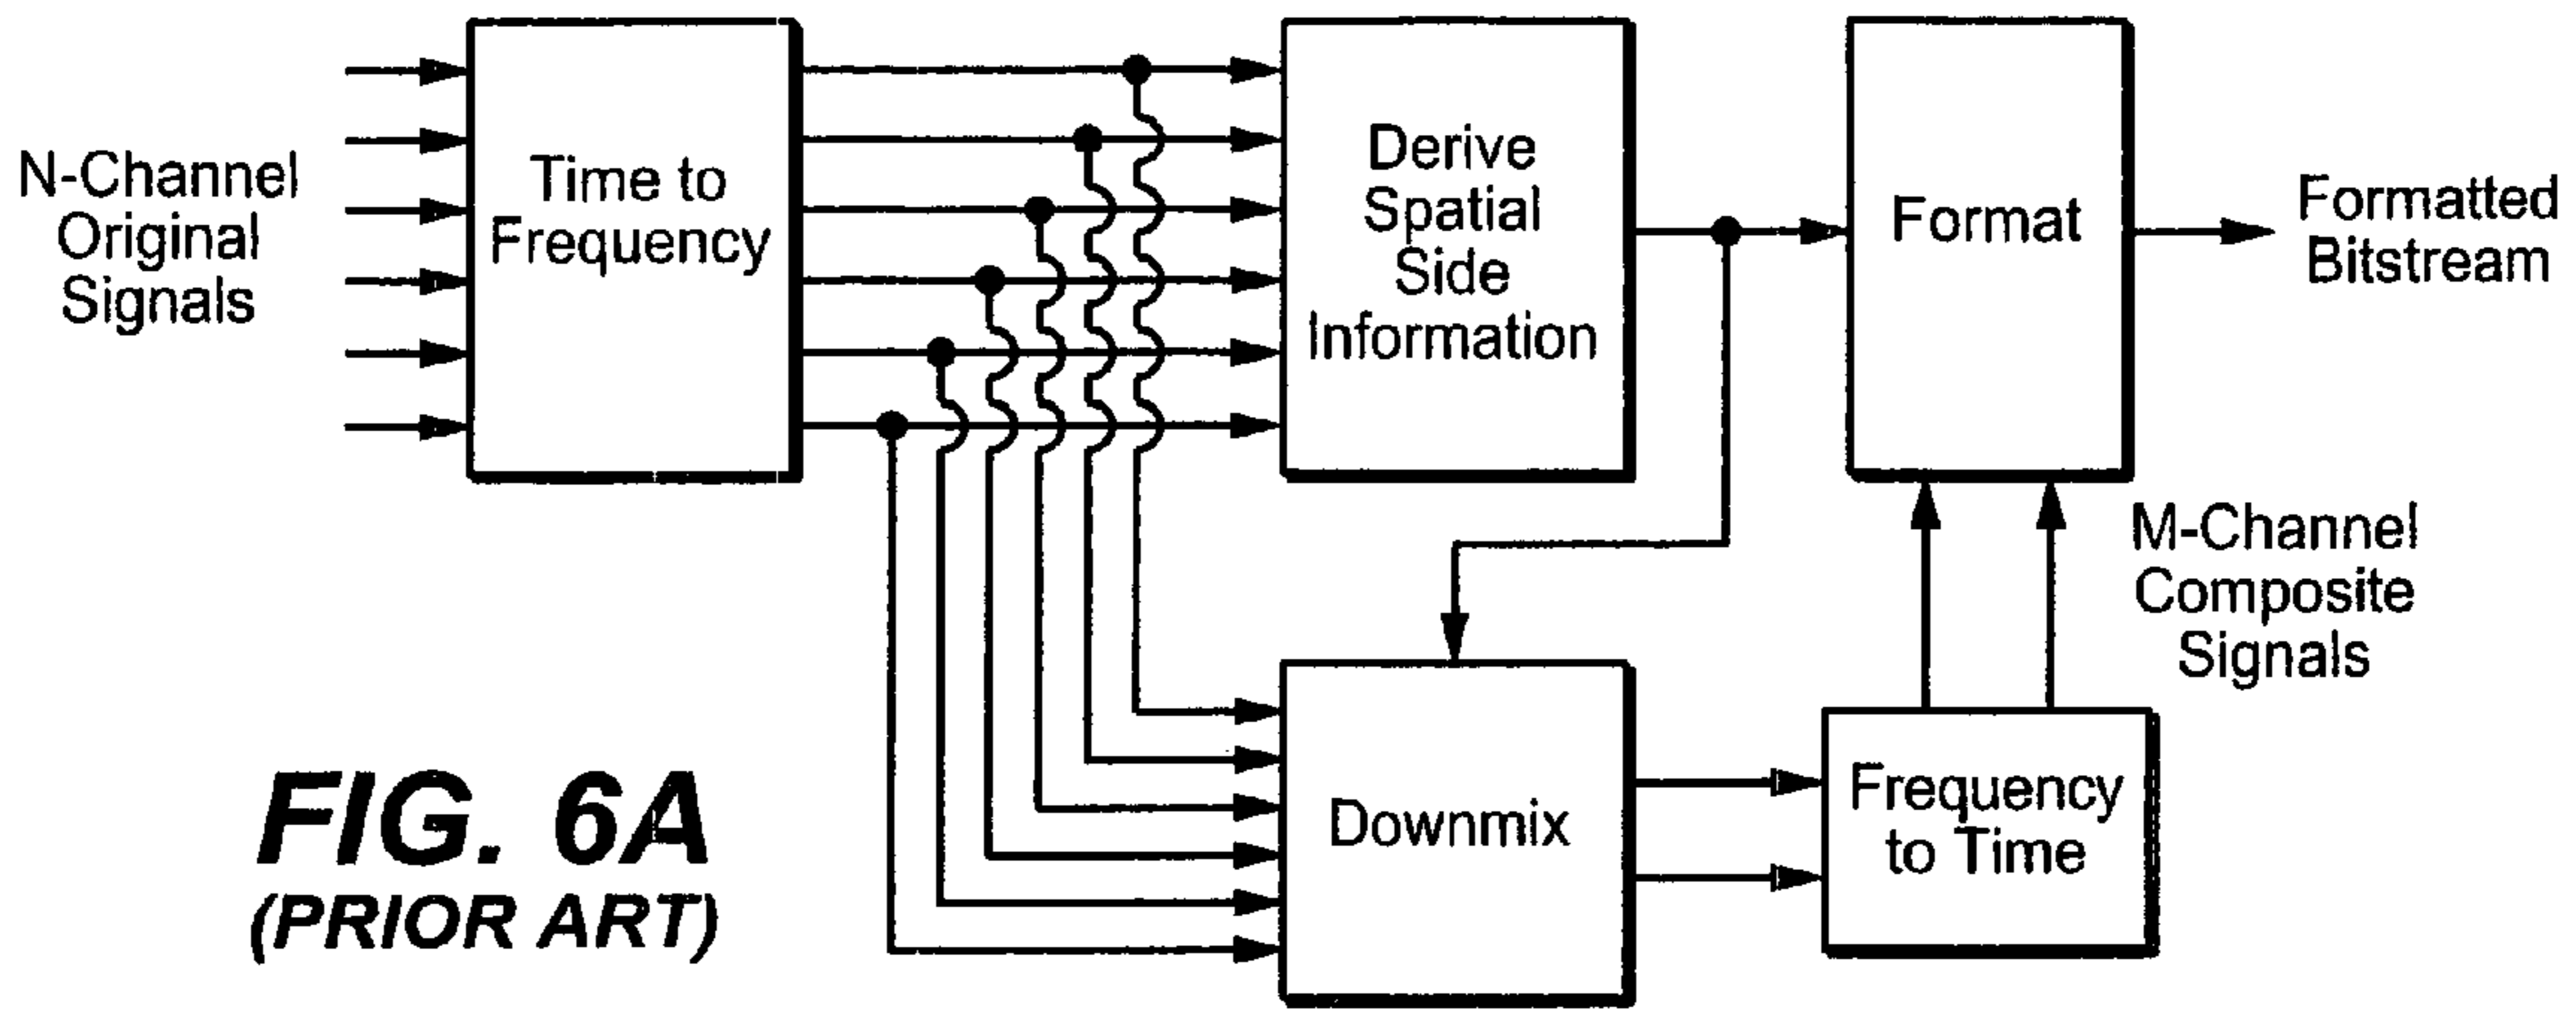 N-Channel
Original
Signals
Time to
Frequency
Derive
Spatial
Side
Information
Format
Formatted
Bitstream
M-Channel
Composite
Signals
Downmix
Frequency
to Time
FIG. 6A
(PRIOR ART)